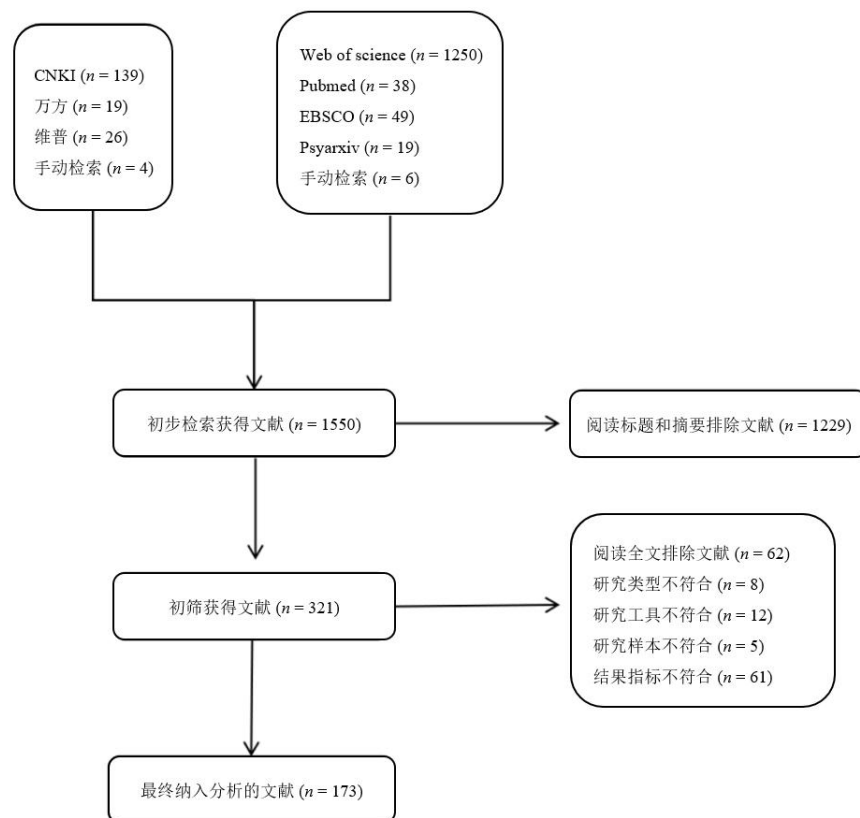 CNKI (n = 139)
万方 (n = 19)
维普 (n = 26)
手动检索 (n = 4)
Web of science (n = 1250)
Pubmed (n = 38)
EBSCO (n = 49)
Psyarxiv (n = 19)
手动检索 (n = 6)
初步检索获得文献 (n = 1550)
阅读标题和摘要排除文献 (n = 1229)
初筛获得文献 (n = 321)
阅读全文排除文献 (n = 62)
研究类型不符合 (n = 8)
研究工具不符合 (n = 12)
研究样本不符合 (n = 5)
结果指标不符合 (n = 61)
最终纳入分析的文献 (n = 173)